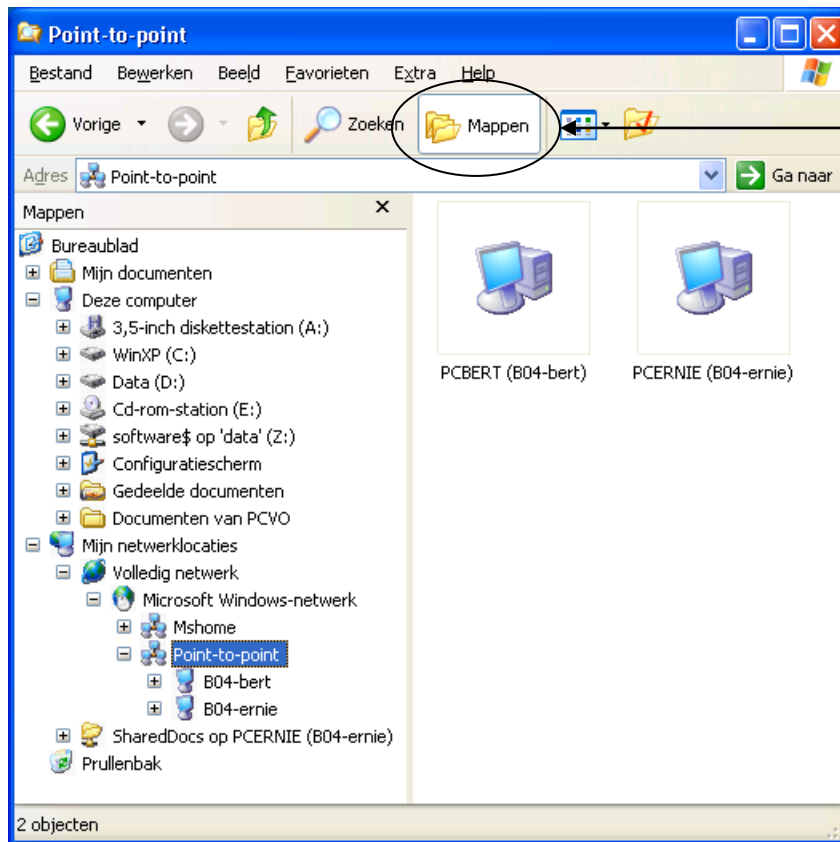 Point-to-point
Bestand Bewerken Beeld Favorieten Extra Help
Vorige Zoeken Mappen
Adres Point-to-point Ga naar
Mappen
Bureaublad
Mijn documenten
Deze computer
3,5-inch diskettestation (A:)
WinXP (C:)
Data (D:)
Cd-rom-station (E:)
software$ op 'data' (Z:)
Configuratiescherm
Gedeelde documenten
Documenten van PCVO
Mijn netwerklocaties
Volledig netwerk
Microsoft Windows-netwerk
Mshome
Point-to-point
B04-bert
B04-ernie
SharedDocs op PCERNIE (B04-ernie)
Prullenbak
PCBERT (B04-bert) PCERNIE (B04-ernie)
2 objecten